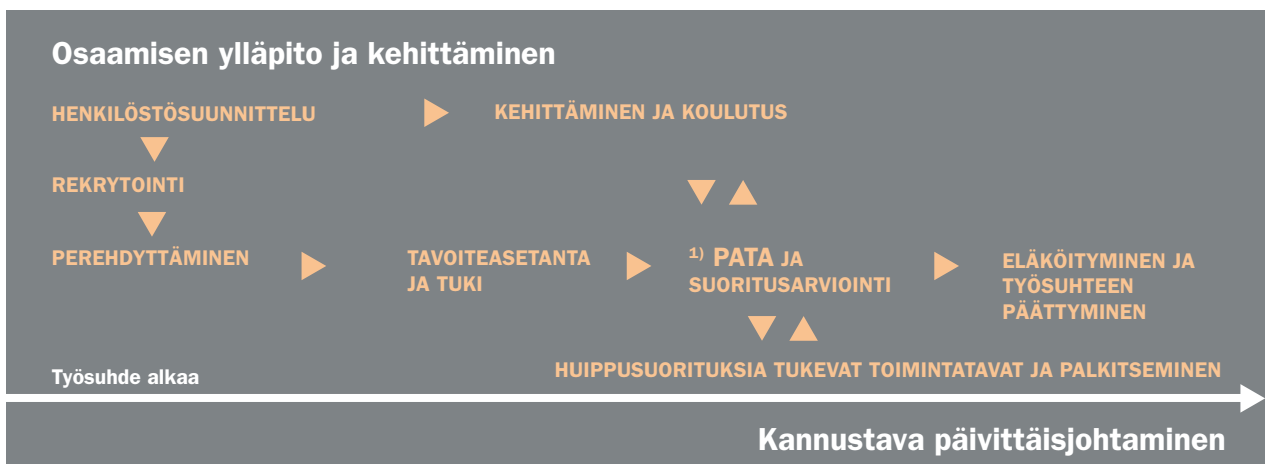 Osaamisen ylläpito ja kehittäminen
HENKILÖSTÖSUUNNITTELU
KEHITTÄMINEN JA KOULUTUS
REKRYTOINTI
PEREHDYTTÄMINEN
TAVOITEASETANTA
JA TUKI
1) PATA JA
SUORITUSARVIOINTI
ELÄKÖITYMINEN JA
TYÖSUHTEEN
PÄÄTTYMINEN
HUIPPUSUORITUKSIA TUKEVAT TOIMINTATAVAT JA PALKITSEMINEN
Työsuhde alkaa
Kannustava päivittäisjohtaminen